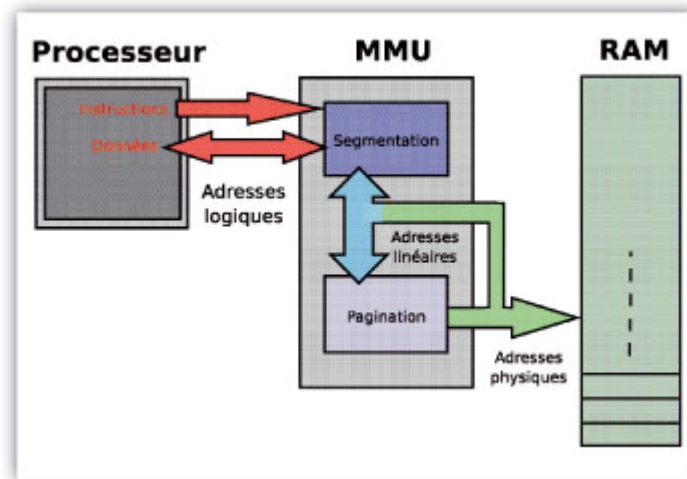 Processeur
MMU
RAM
Instructions
Données
Segmentation
Adresses
logiques
Adresses
linéaires
Pagination
Adresses
physiques